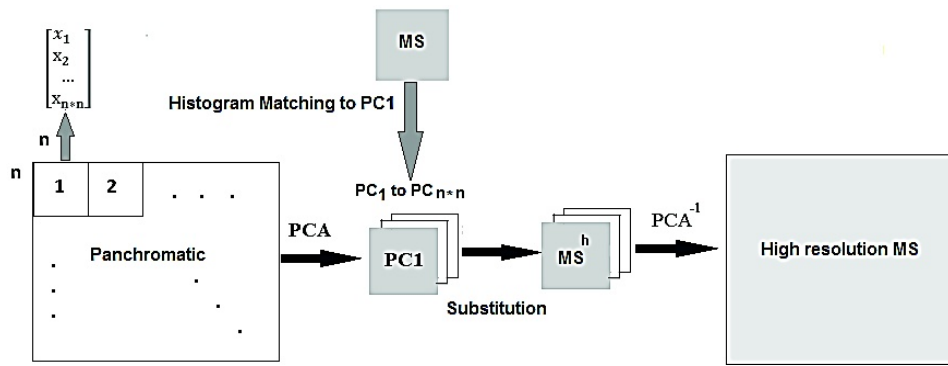 x1
x2
...
xn*n
MS
Histogram Matching to PC1
n
n
1
2
. . .
PC1 to PCn*n
PCA
PC1
MS^h
PCA^-1
Panchromatic
High resolution MS
Substitution